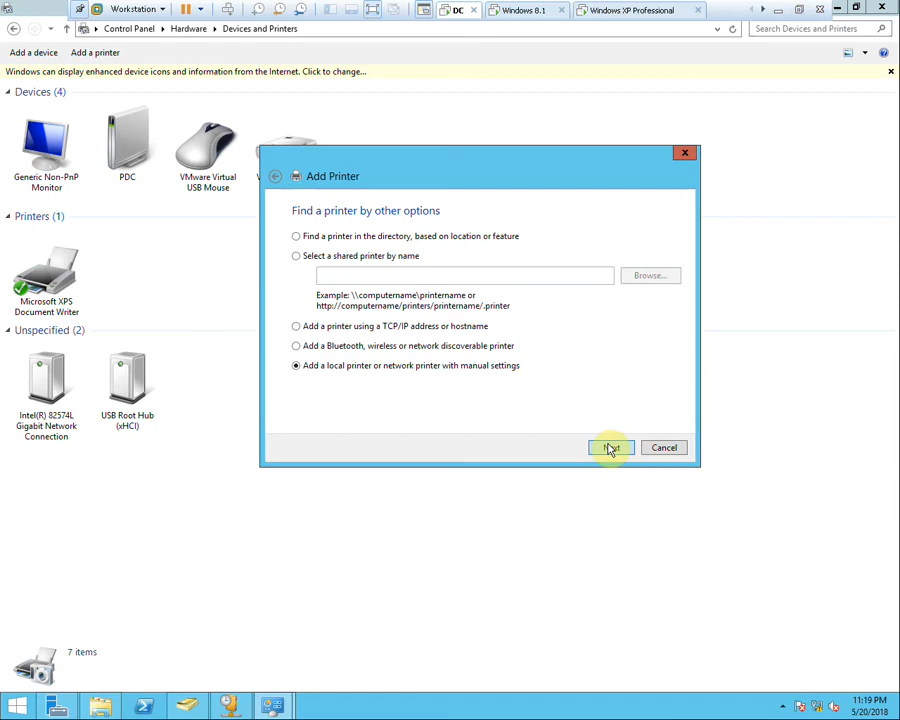 Workstation
DC
Windows 8.1
Windows XP Professional
Control Panel
Hardware
Devices and Printers
Search Devices and Printers
Add a device
Add a printer
Windows can display enhanced device icons and information from the Internet. Click to change...
Devices (4)
Generic Non-PnP
Monitor
PDC
VMware Virtual
USB Mouse
Printers (1)
Microsoft XPS
Document Writer
Unspecified (2)
Intel(R) 82574L
Gigabit Network
Connection
USB Root Hub
(xHCI)
Add Printer
Find a printer by other options
Find a printer in the directory, based on location or feature
Select a shared printer by name
Browse...
Example: \\computername\printername or
http://computername/printers/printername/.printer
Add a printer using a TCP/IP address or hostname
Add a Bluetooth, wireless or network discoverable printer
Add a local printer or network printer with manual settings
Next
Cancel
7 items
11:19 PM
5/20/2018